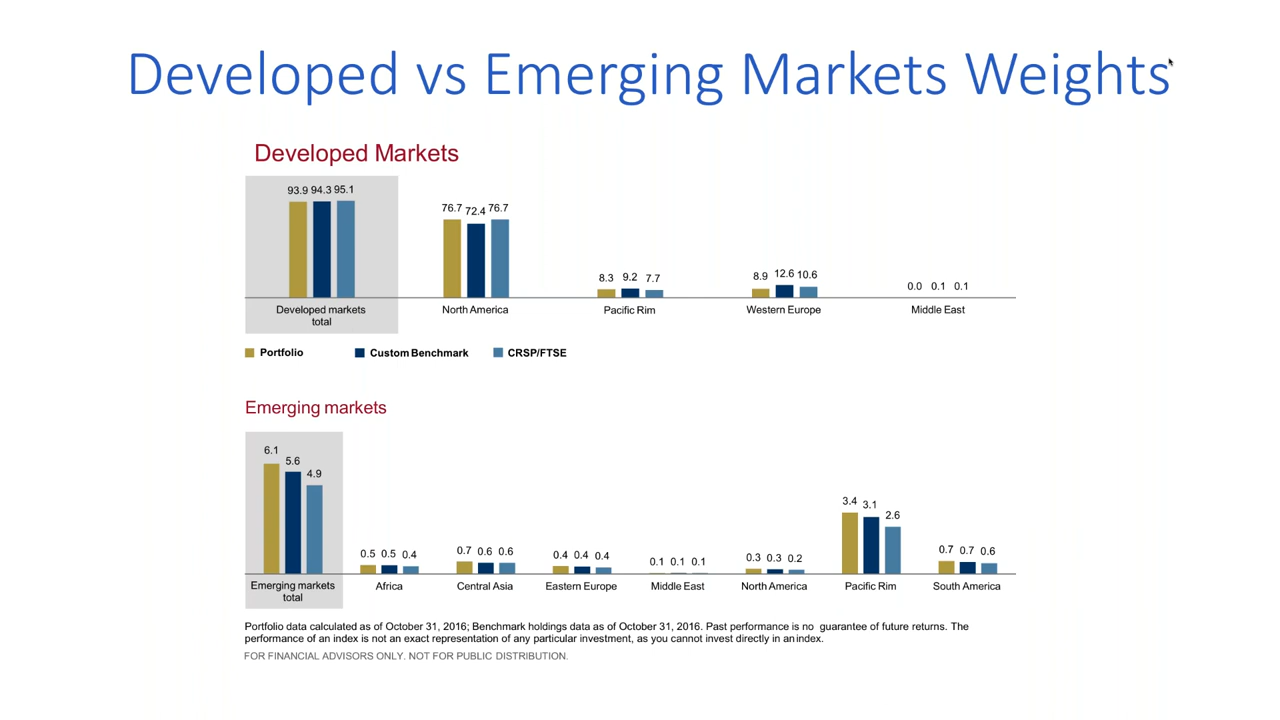 Developed vs Emerging Markets Weights
Developed Markets
93.9 94.3 95.1
76.7 72.4 76.7
8.3 9.2 7.7
8.9 12.6 10.6
0.0 0.1 0.1
Developed markets
total
North America
Pacific Rim
Western Europe
Middle East
Portfolio
Custom Benchmark
CRSP/FTSE
Emerging markets
6.1 5.6 4.9
0.5 0.5 0.4
0.7 0.6 0.6
0.4 0.4 0.4
0.1 0.1 0.1
0.3 0.3 0.2
3.4 3.1 2.6
0.7 0.7 0.6
Emerging markets
total
Africa
Central Asia
Eastern Europe
Middle East
North America
Pacific Rim
South America
Portfolio data calculated as of October 31, 2016; Benchmark holdings data as of October 31, 2016. Past performance is no guarantee of future returns. The
performance of an index is not an exact representation of any particular investment, as you cannot invest directly in an index.
FOR FINANCIAL ADVISORS ONLY. NOT FOR PUBLIC DISTRIBUTION.